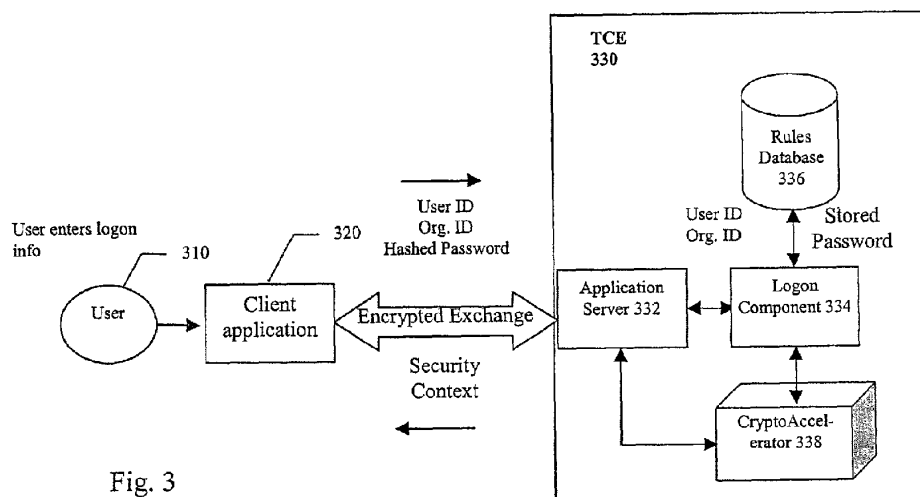 TCE
330
Rules
Database
336
User ID
Org. ID
Hashed Password
User enters logon
info
310
320
User ID
Org. ID
Stored
Password
User
Client
application
Encrypted Exchange
Application
Server 332
Logon
Component 334
Security
Context
CryptoAccel-
erator 338
Fig. 3